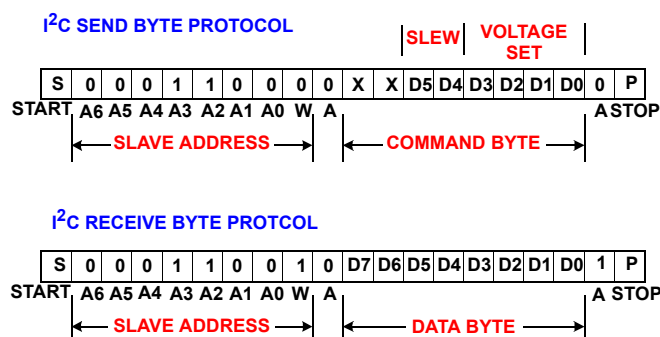 I²C SEND BYTE PROTOCOL
SLEW VOLTAGE SET
S 0 0 0 1 1 0 0 0 0 X X D5 D4 D3 D2 D1 D0 0 P
START A6 A5 A4 A3 A2 A1 A0 W A A STOP
SLAVE ADDRESS COMMAND BYTE
I²C RECEIVE BYTE PROTCOL
S 0 0 0 1 1 0 0 1 0 D7 D6 D5 D4 D3 D2 D1 D0 1 P
START A6 A5 A4 A3 A2 A1 A0 W A A STOP
SLAVE ADDRESS DATA BYTE